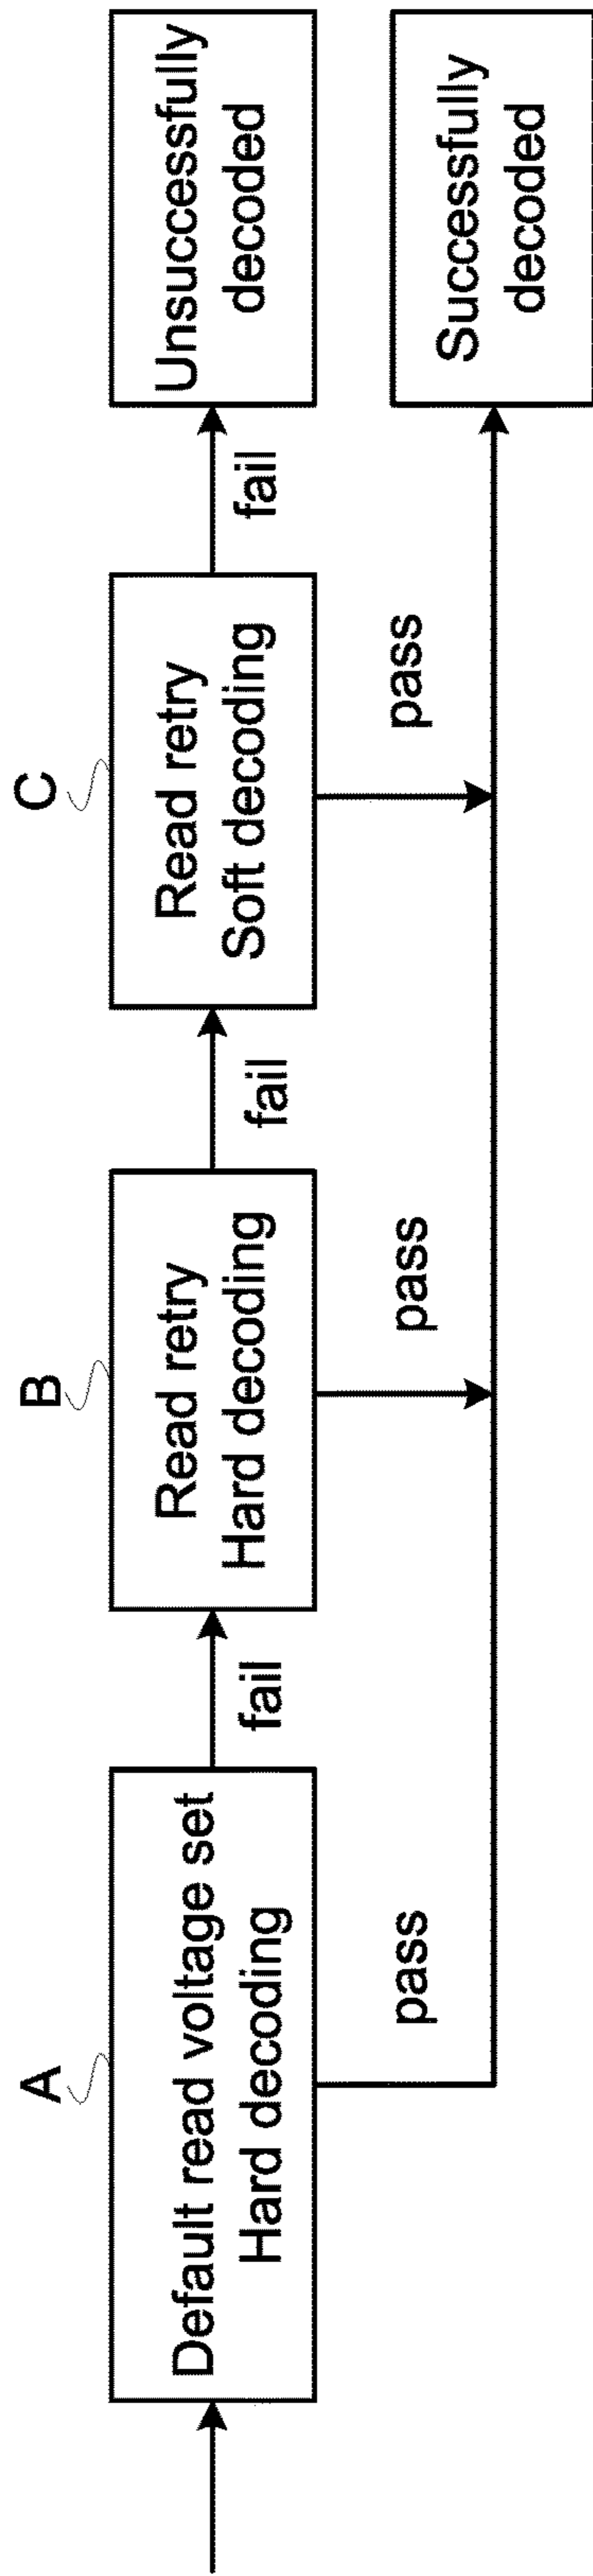 A
Default read voltage set
Hard decoding
pass
fail
B
Read retry
Hard decoding
pass
fail
C
Read retry
Soft decoding
pass
fail
Unsuccessfully
decoded
Successfully
decoded